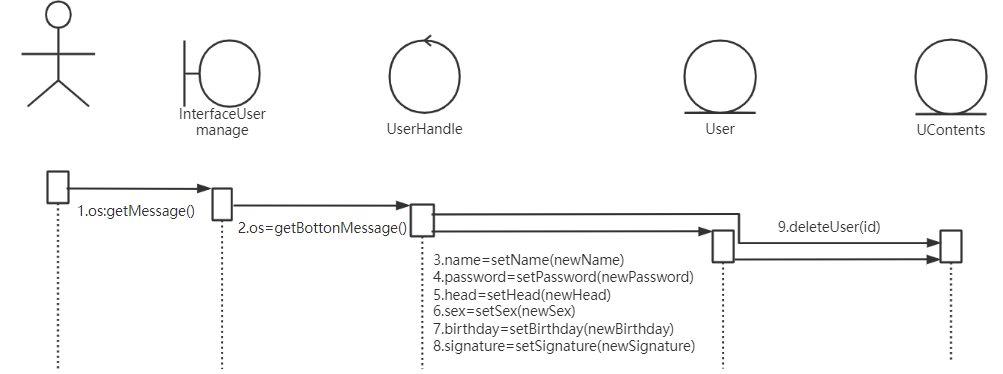 InterfaceUser
manage
UserHandle
User
UContents
1.os:getMessage()
2.os=getBottonMessage()
9.deleteUser(id)
3.name=setName(newName)
4.password=setPassword(newPassword)
5.head=setHead(newHead)
6.sex=setSex(newSex)
7.birthday=setBirthday(newBirthday)
8.signature=setSignature(newSignature)